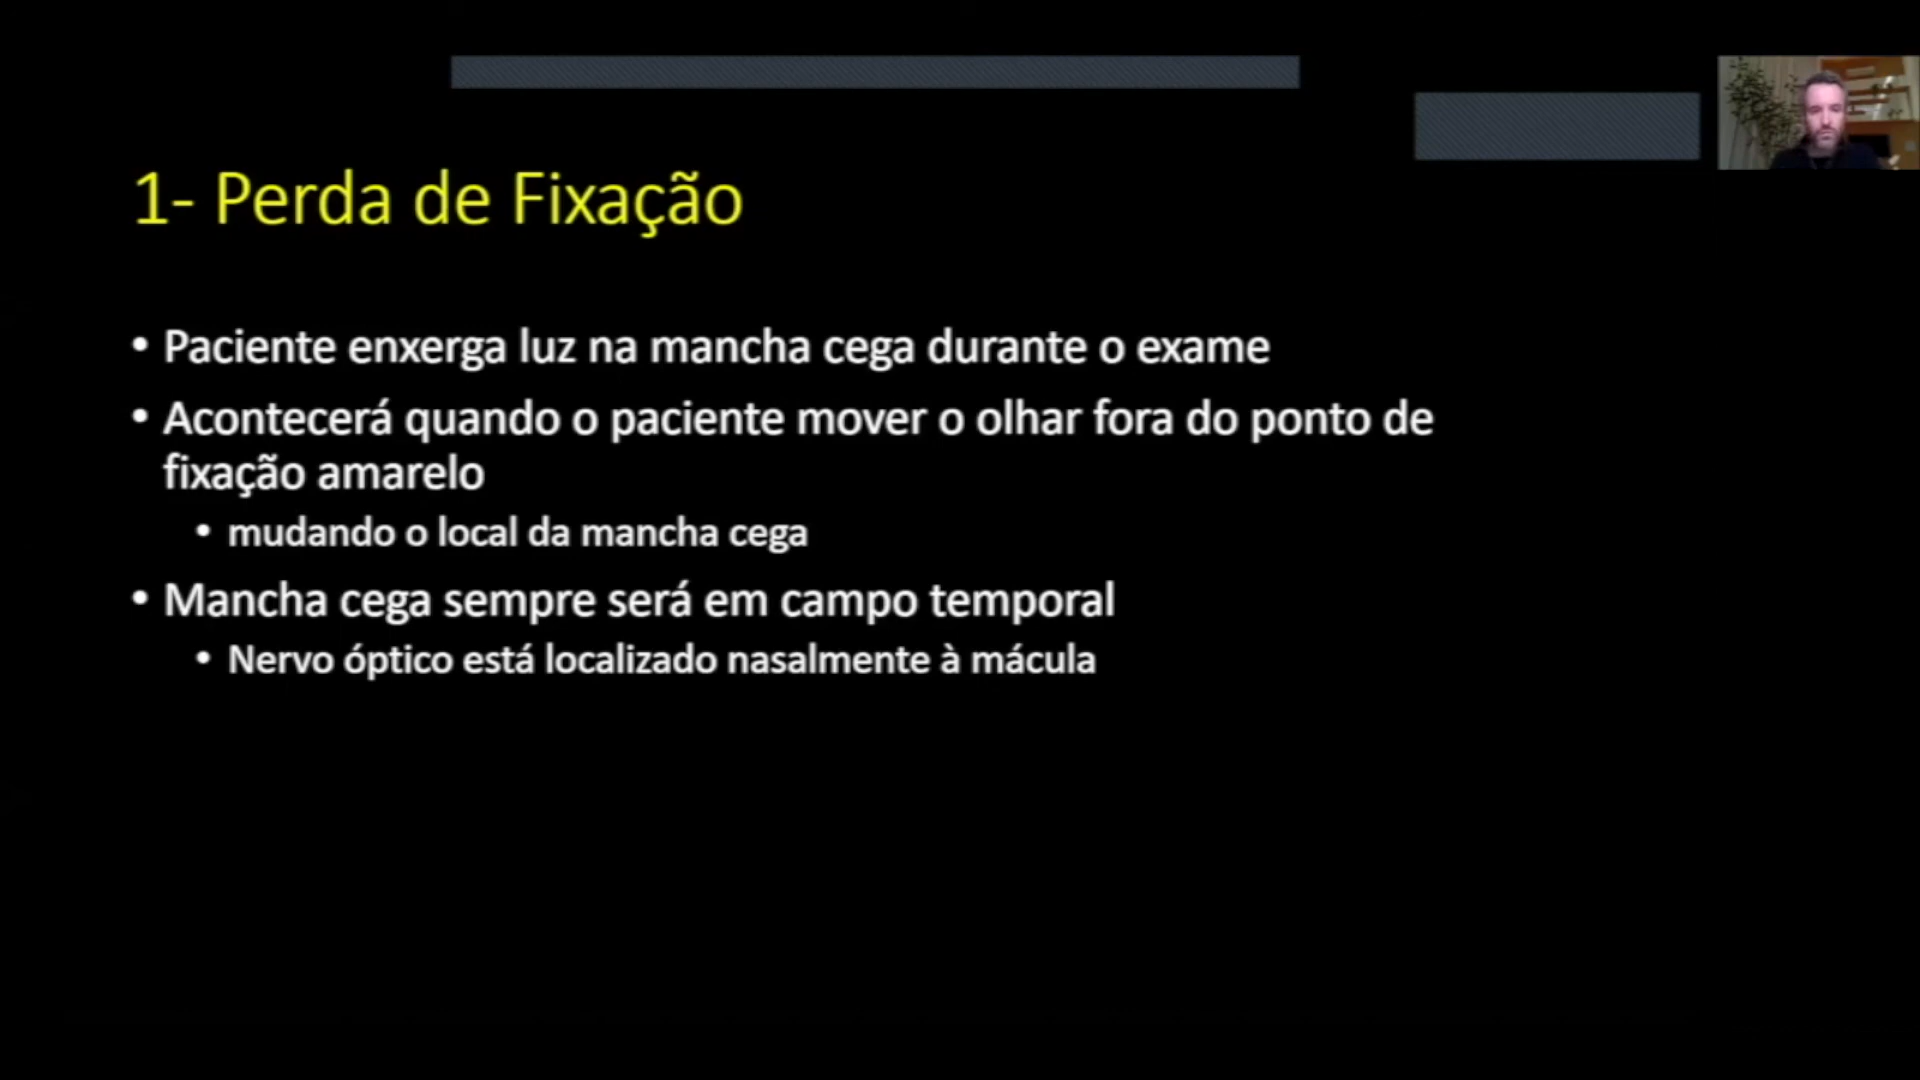 1- Perda de Fixação
• Paciente enxerga luz na mancha cega durante o exame
• Acontecerá quando o paciente mover o olhar fora do ponto de
fixação amarelo
• mudando o local da mancha cega
• Mancha cega sempre será em campo temporal
• Nervo óptico está localizado nasalmente à mácula